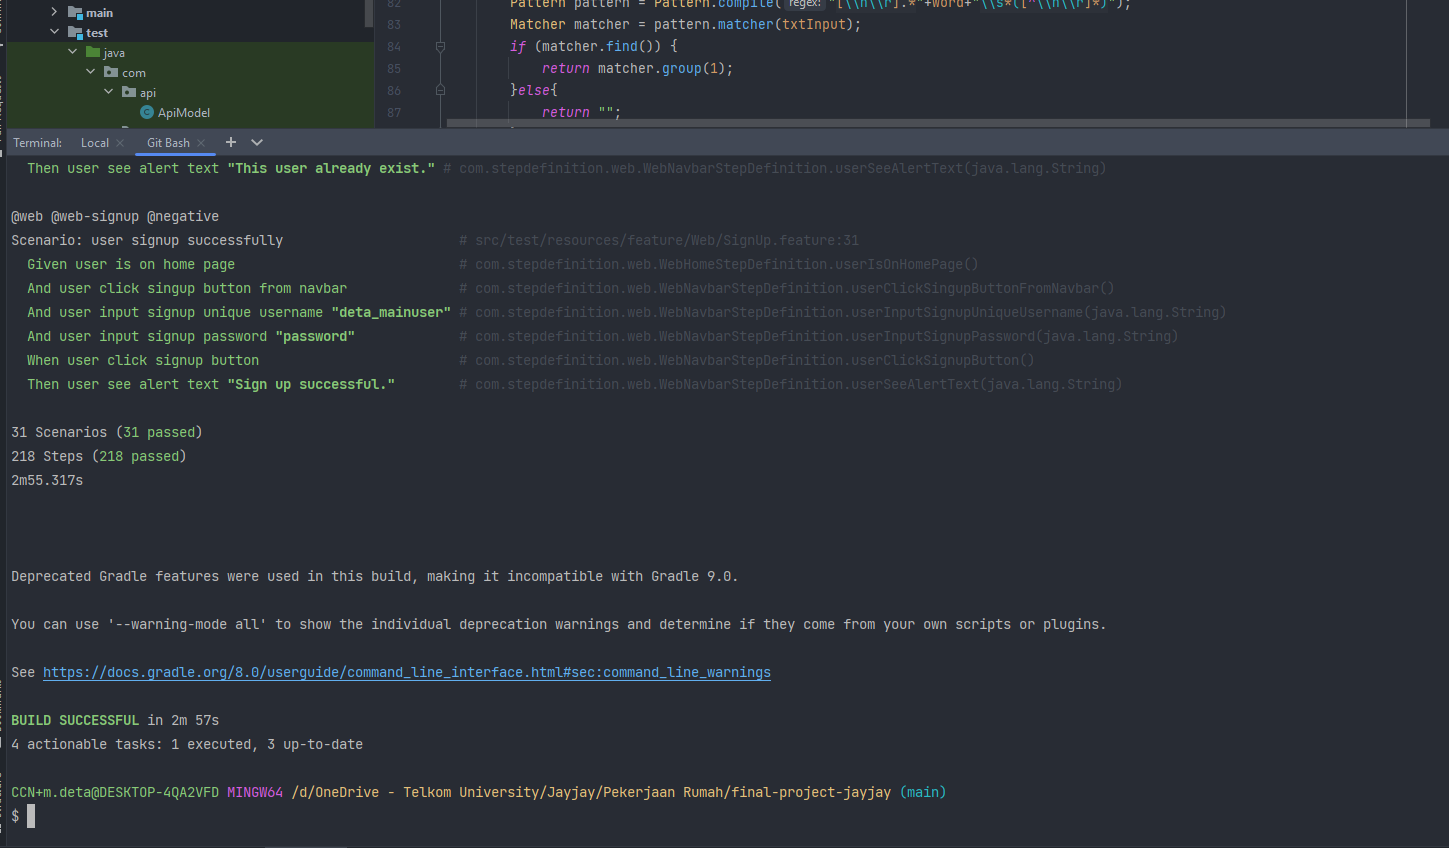 main
test
java
com
api
ApiModel
82 Pattern pattern = Pattern.compile( regex: "[\\n\\r].*"+Word+"\\s*([^\\n\\r]*)");
83 Matcher matcher = pattern.matcher(txtInput);
84 if (matcher.find()) {
85 return matcher.group(1);
86 }else{
87 return "";
Terminal: Local × Git Bash × +
Then user see alert text "This user already exist." # com.stepdefinition.web.WebNavbarStepDefinition.userSeeAlertText(java.lang.String)
@web @web-signup @negative
Scenario: user signup successfully # src/test/resources/feature/Web/SignUp.feature:31
Given user is on home page # com.stepdefinition.web.WebHomeStepDefinition.userIsOnHomePage()
And user click singup button from navbar # com.stepdefinition.web.WebNavbarStepDefinition.userClickSingupButtonFromNavbar()
And user input signup unique username "deta_mainuser" # com.stepdefinition.web.WebNavbarStepDefinition.userInputSignupUniqueUsername(java.lang.String)
And user input signup password "password" # com.stepdefinition.web.WebNavbarStepDefinition.userInputSignupPassword(java.lang.String)
When user click signup button # com.stepdefinition.web.WebNavbarStepDefinition.userClickSignupButton()
Then user see alert text "Sign up successful." # com.stepdefinition.web.WebNavbarStepDefinition.userSeeAlertText(java.lang.String)
31 Scenarios (31 passed)
218 Steps (218 passed)
2m55.317s
Deprecated Gradle features were used in this build, making it incompatible with Gradle 9.0.
You can use '--warning-mode all' to show the individual deprecation warnings and determine if they come from your own scripts or plugins.
See https://docs.gradle.org/8.0/userguide/command_line_interface.html#sec:command_line_warnings
BUILD SUCCESSFUL in 2m 57s
4 actionable tasks: 1 executed, 3 up-to-date
CCN+m.deta@DESKTOP-4QA2VFD MINGW64 /d/OneDrive - Telkom University/Jayjay/Pekerjaan Rumah/final-project-jayjay (main)
$